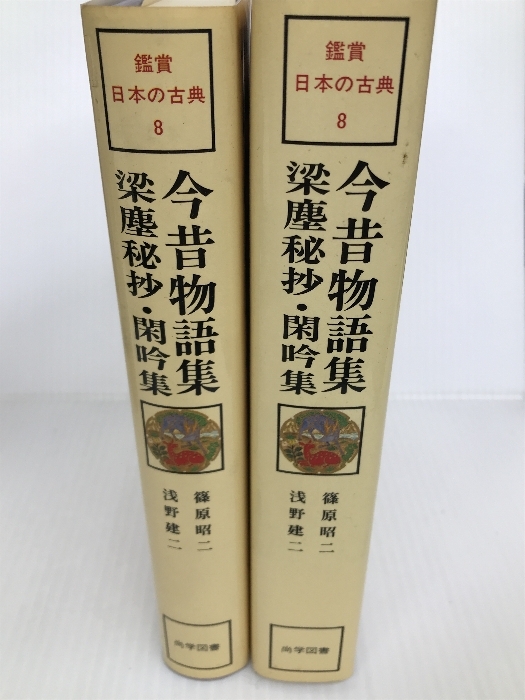 鑑賞
日本の古典
8
今昔物語集
梁塵秘抄・閑吟集
篠原昭二
浅野建二
尚学図書
鑑賞
日本の古典
8
今昔物語集
梁塵秘抄・閑吟集
篠原昭二
浅野建二
尚学図書